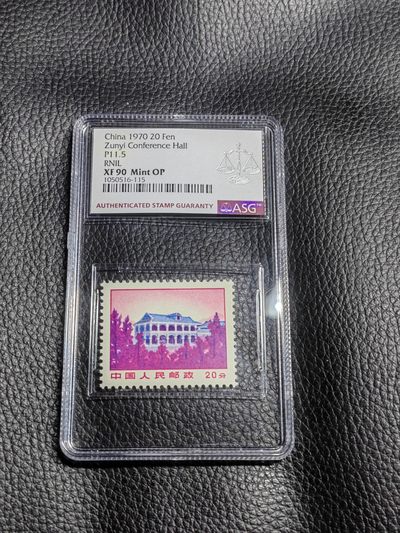 China 1970 20 Fen
Zunyi Conference Hall
P11.5
RNIL
XF 90 Mint OP
1050516-115
AUTHENTICATED STAMP GUARANTY
ASG™
中国人民邮政 20分